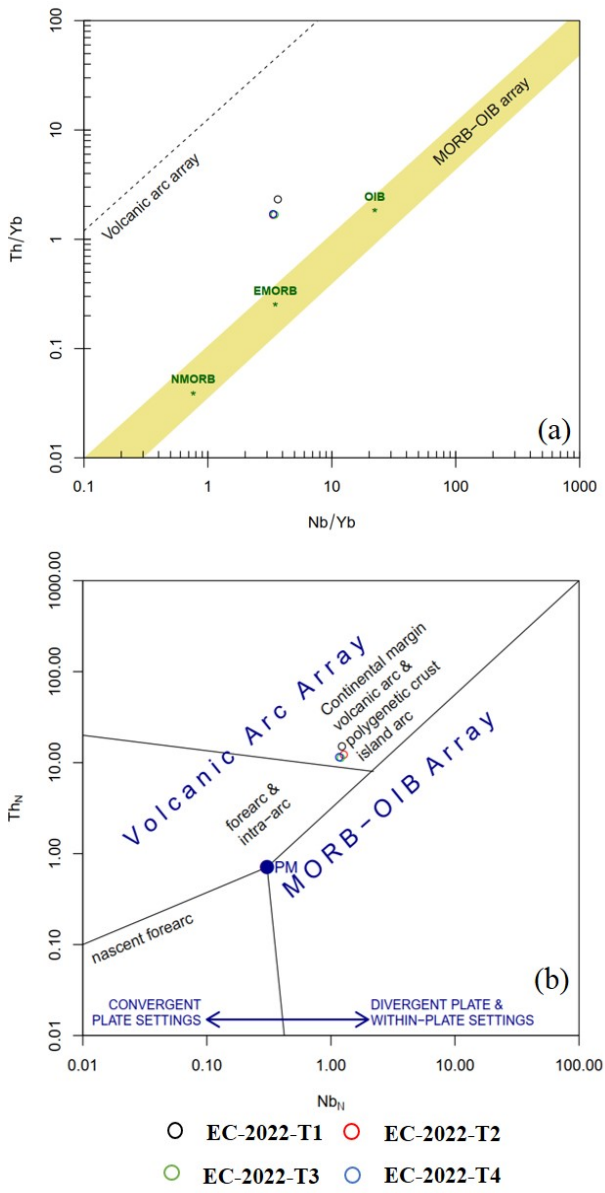 100
10
1
0.1
0.01
Th/Yb
Volcanic arc array
MORB−OIB array
OIB
*
EMORB
*
NMORB
*
(a)
0.1
1
10
100
1000
Nb/Yb
1000.00
100.00
10.00
1.00
0.10
0.01
Th_N
Volcanic Arc Array
Continental margin
volcanic arc &
polygenetic crust
island arc
forearc &
intra−arc
MORB−OIB Array
PM
nascent forearc
(b)
CONVERGENT
PLATE SETTINGS
DIVERGENT PLATE &
WITHIN−PLATE SETTINGS
0.01
0.10
1.00
10.00
100.00
Nb_N
EC-2022-T1
EC-2022-T2
EC-2022-T3
EC-2022-T4